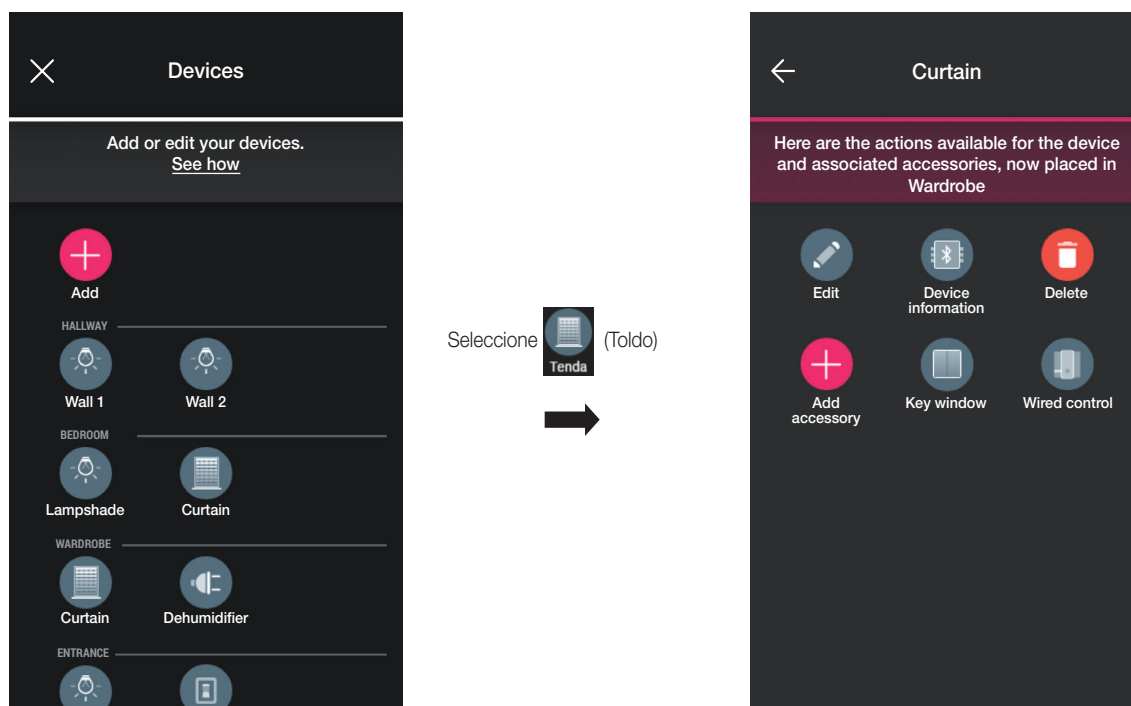 Devices
Add or edit your devices.
See how
Add
HALLWAY
Wall 1
Wall 2
BEDROOM
Lampshade
Curtain
WARDROBE
Curtain
Dehumidifier
ENTRANCE
Seleccione
Tenda
(Toldo)
Curtain
Here are the actions available for the device
and associated accessories, now placed in
Wardrobe
Edit
Device
information
Delete
Add
accessory
Key window
Wired control